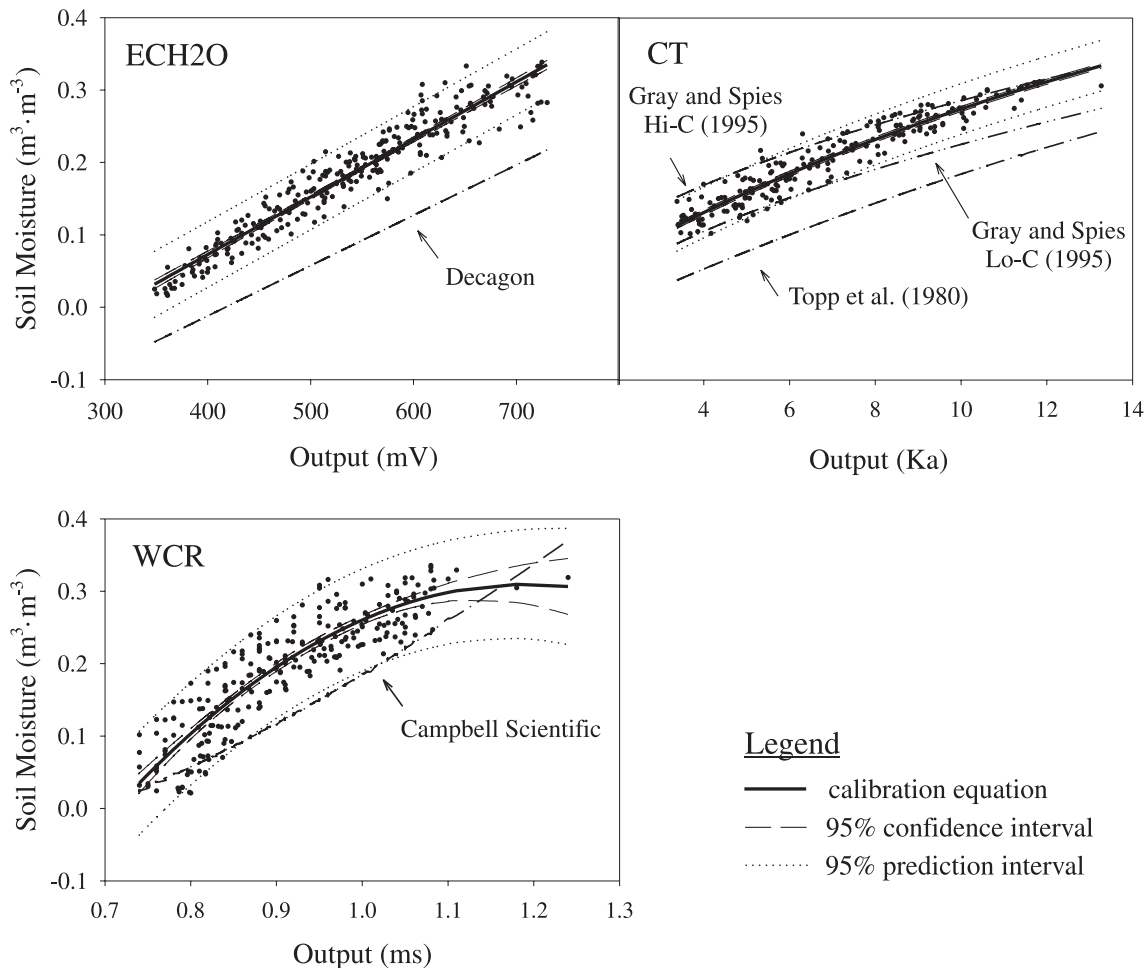 ECH2O
Soil Moisture (m³·m⁻³)
0.4
0.3
0.2
0.1
0.0
-0.1
300
400
500
600
700
Output (mV)
Decagon
CT
Gray and Spies
Hi-C (1995)
Gray and Spies
Lo-C (1995)
Topp et al. (1980)
4
6
8
10
12
14
Output (Ka)
WCR
Soil Moisture (m³·m⁻³)
0.4
0.3
0.2
0.1
0.0
-0.1
0.7
0.8
0.9
1.0
1.1
1.2
1.3
Output (ms)
Campbell Scientific
Legend
calibration equation
95% confidence interval
95% prediction interval